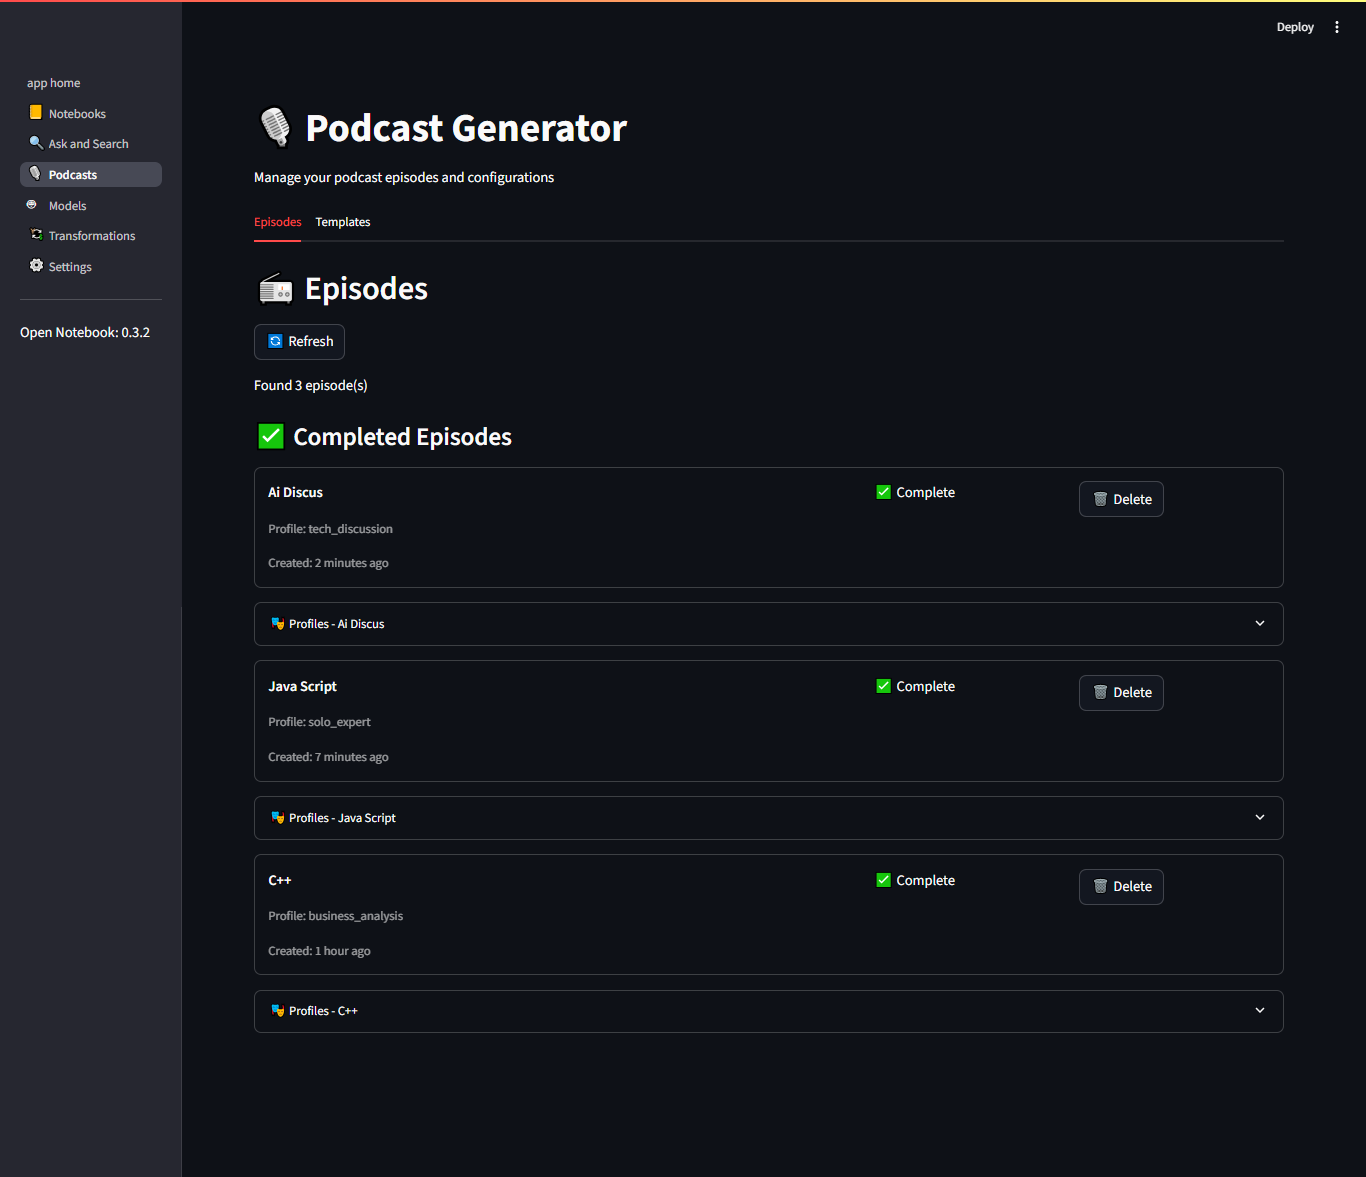 Deploy
app home
Notebooks
Ask and Search
Podcasts
Models
Transformations
Settings
Open Notebook: 0.3.2
Podcast Generator
Manage your podcast episodes and configurations
Episodes Templates
Episodes
Refresh
Found 3 episode(s)
Completed Episodes
Ai Discus Complete Delete
Profile: tech_discussion
Created: 2 minutes ago
Profiles - Ai Discus
Java Script Complete Delete
Profile: solo_expert
Created: 7 minutes ago
Profiles - Java Script
C++ Complete Delete
Profile: business_analysis
Created: 1 hour ago
Profiles - C++